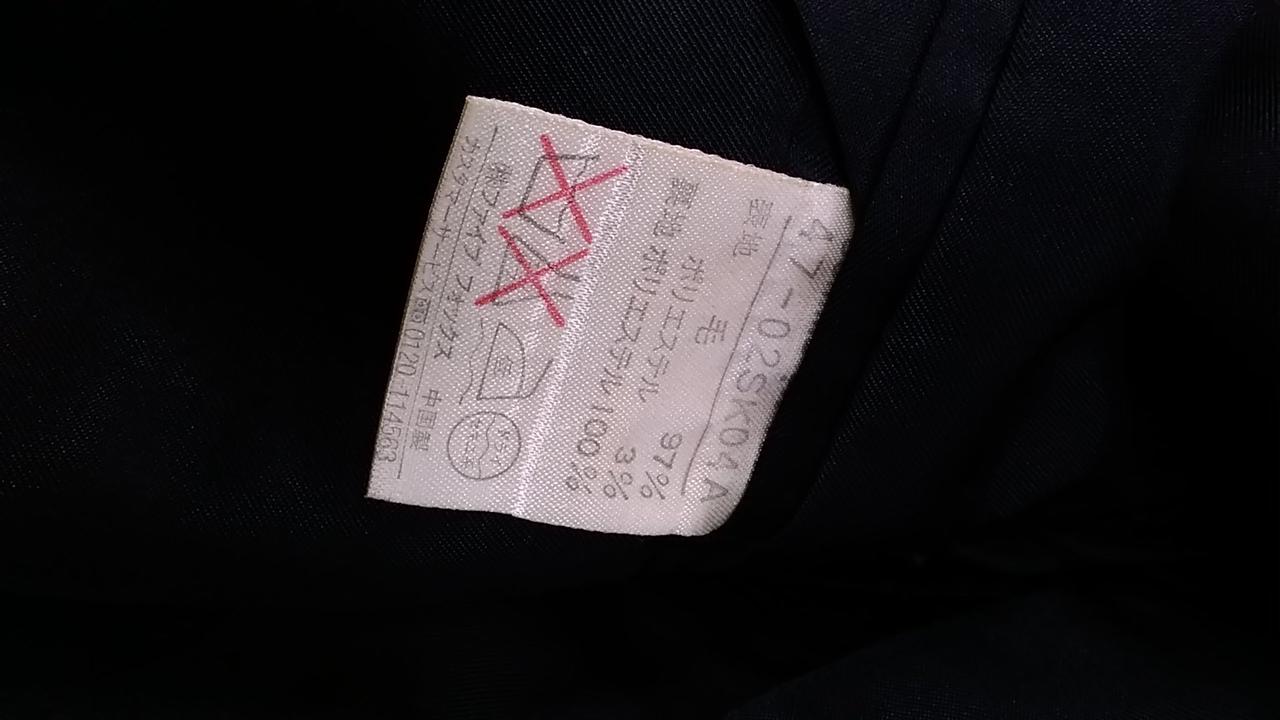 47-02SK04A
表地 毛 97%
ポリエステル 3%
裏地 ポリエステル 100%
中
㈱ファイブフォックス 中国製
カスタマーサービス係 0120-114563